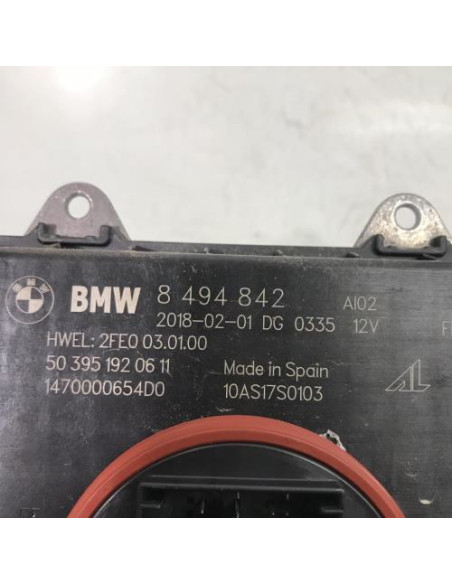 BMW 8 494 842 AI02
2018-02-01 DG 0335 12V
HWEL: 2FE0 03.01.00
50 395 192 06 11 Made in Spain
1470000654D0 10AS17S0103